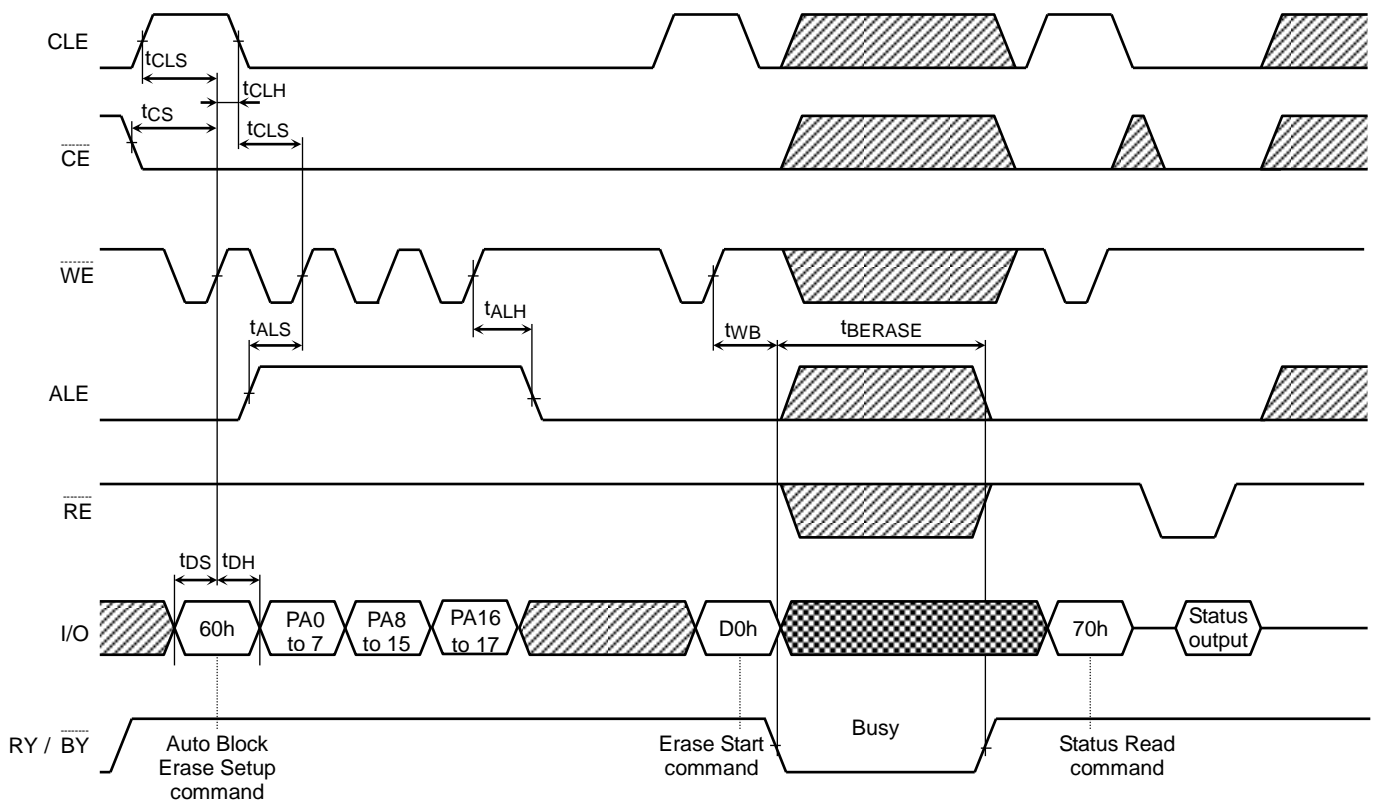 CLE
tCLS
tCLH
tCS
tCLS
CE
WE
tALS
tALH
tWB
tBERASE
ALE
RE
tDS
tDH
I/O
60h
PA0
to 7
PA8
to 15
PA16
to 17
D0h
70h
Status
output
RY / BY
Busy
Auto Block
Erase Setup
command
Erase Start
command
Status Read
command